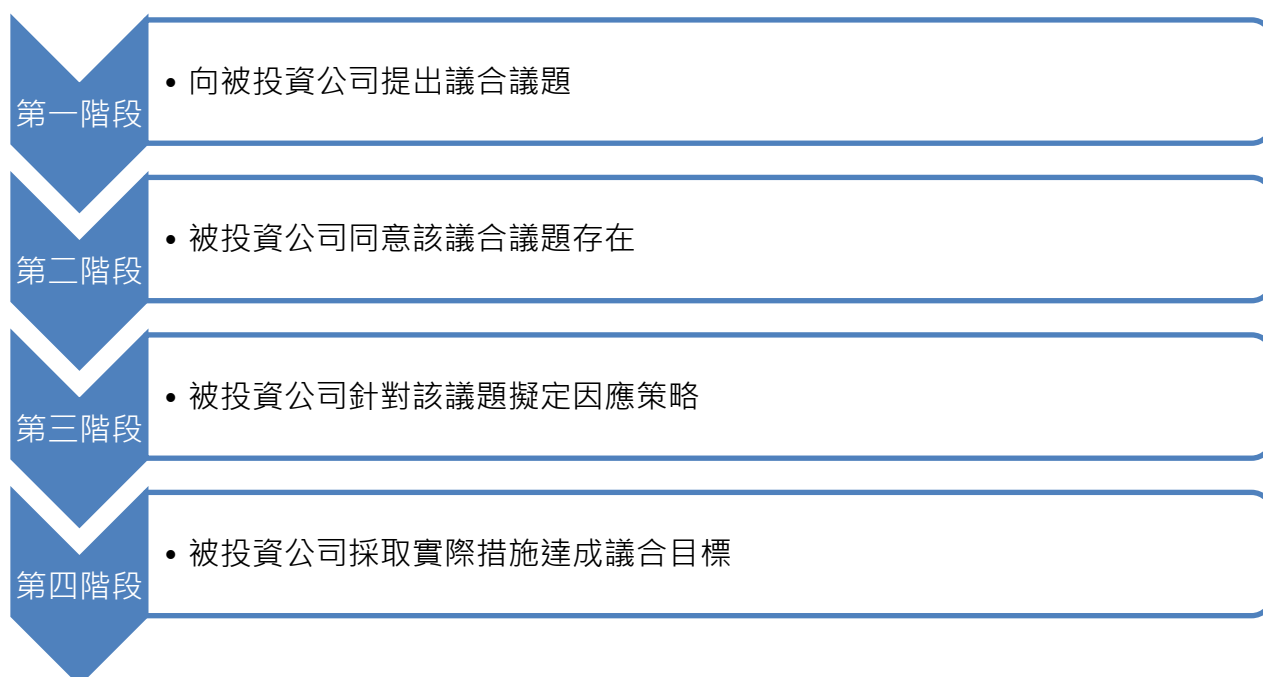 第一階段
• 向被投資公司提出議合議題
第二階段
• 被投資公司同意該議合議題存在
第三階段
• 被投資公司針對該議題擬定因應策略
第四階段
• 被投資公司採取實際措施達成議合目標